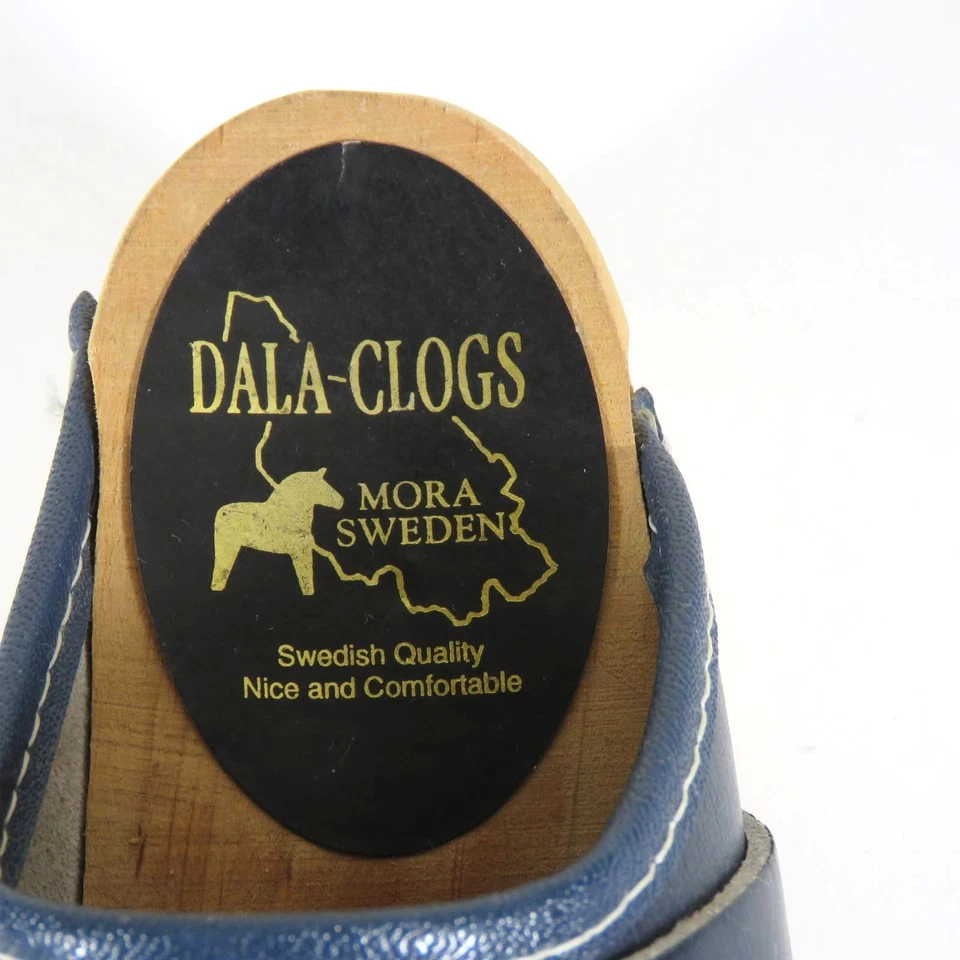 DALA-CLOGS
MORA
SWEDEN
Swedish Quality
Nice and Comfortable